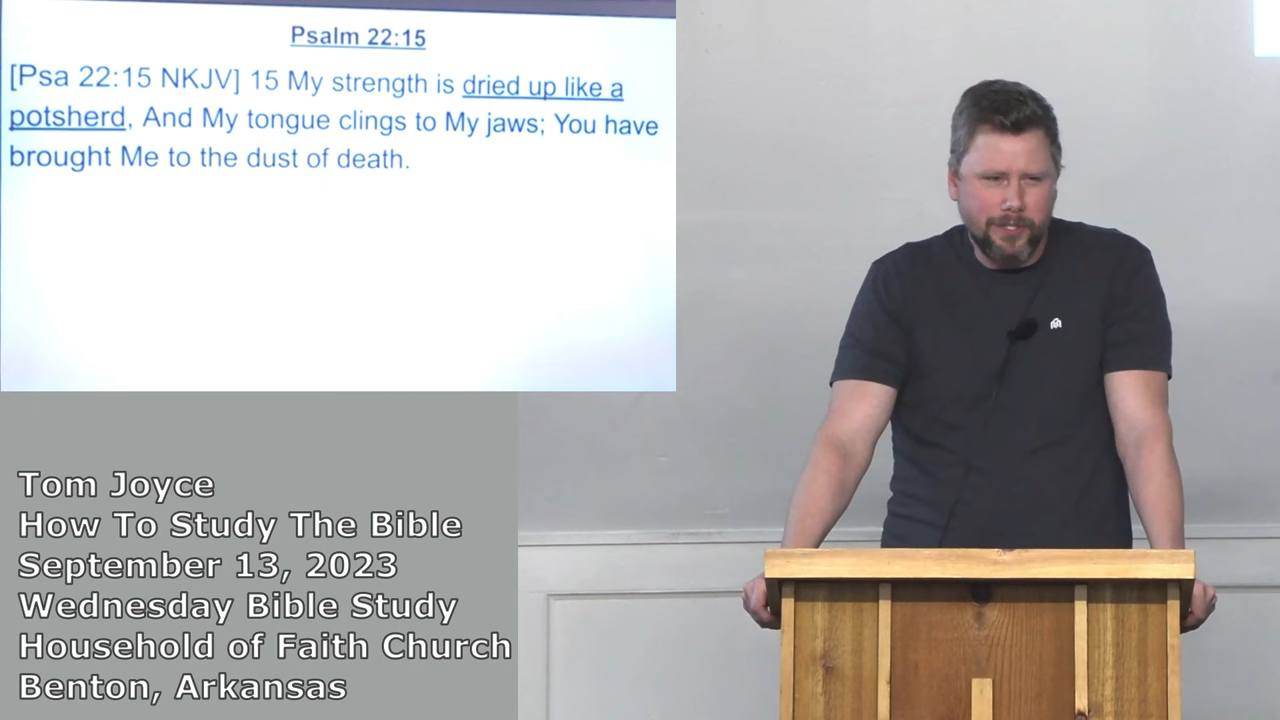 Psalm 22:15
[Psa 22:15 NKJV] 15 My strength is dried up like a
potsherd, And My tongue clings to My jaws; You have
brought Me to the dust of death.
Tom Joyce
How To Study The Bible
September 13, 2023
Wednesday Bible Study
Household of Faith Church
Benton, Arkansas